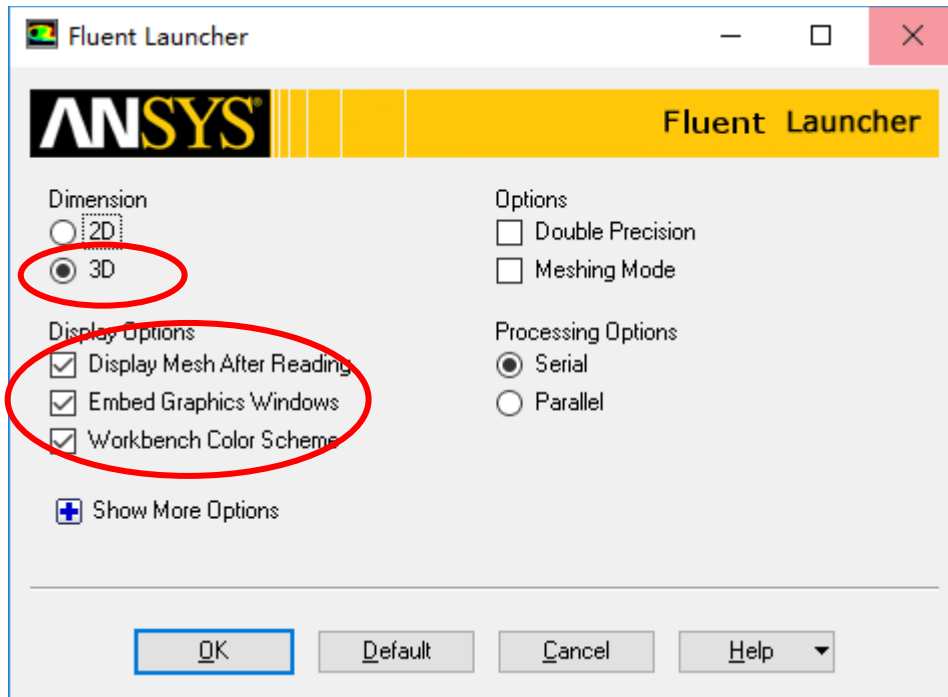 Fluent Launcher
ANSYS® Fluent Launcher
Dimension
2D
3D
Options
Double Precision
Meshing Mode
Display Options
Display Mesh After Reading
Embed Graphics Windows
Workbench Color Scheme
Processing Options
Serial
Parallel
Show More Options
OK Default Cancel Help